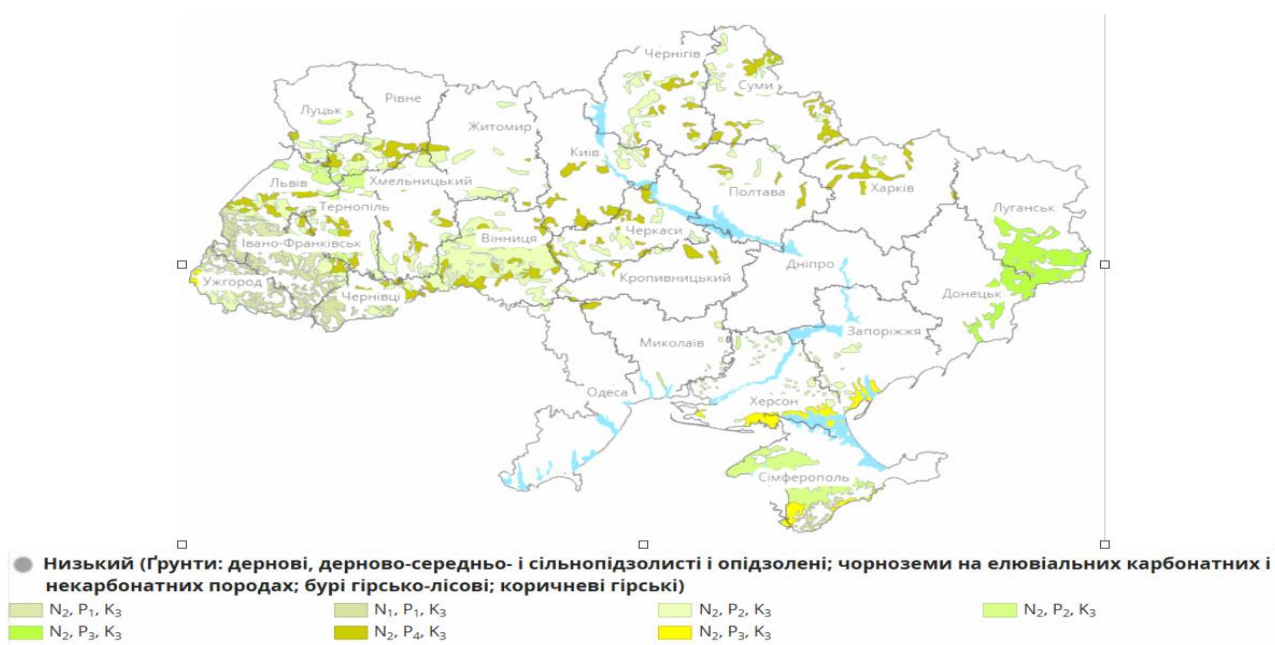 Чернігів
Суми
Рівне
Луцьк
Житомир
Київ
Львів
Хмельницький
Полтава
Харків
Тернопіль
Луганськ
Івано-Франківськ
Вінниця
Черкаси
Дніпро
Ужгород
Кропивницький
Чернівці
Донецьк
Запоріжжя
Миколаїв
Одеса
Херсон
Сімферополь
Низький (Ґрунти: дернові, дерново-середньо- і сільнопідзолисті і опідзолені; чорноземи на елювіальних карбонатних і
некарбонатних породах; бурі гірсько-лісові; коричневі гірські)
N₂, P₁, K₃ N₁, P₁, K₃ N₂, P₂, K₃ N₂, P₂, K₃
N₂, P₃, K₃ N₂, P₄, K₃ N₂, P₃, K₃